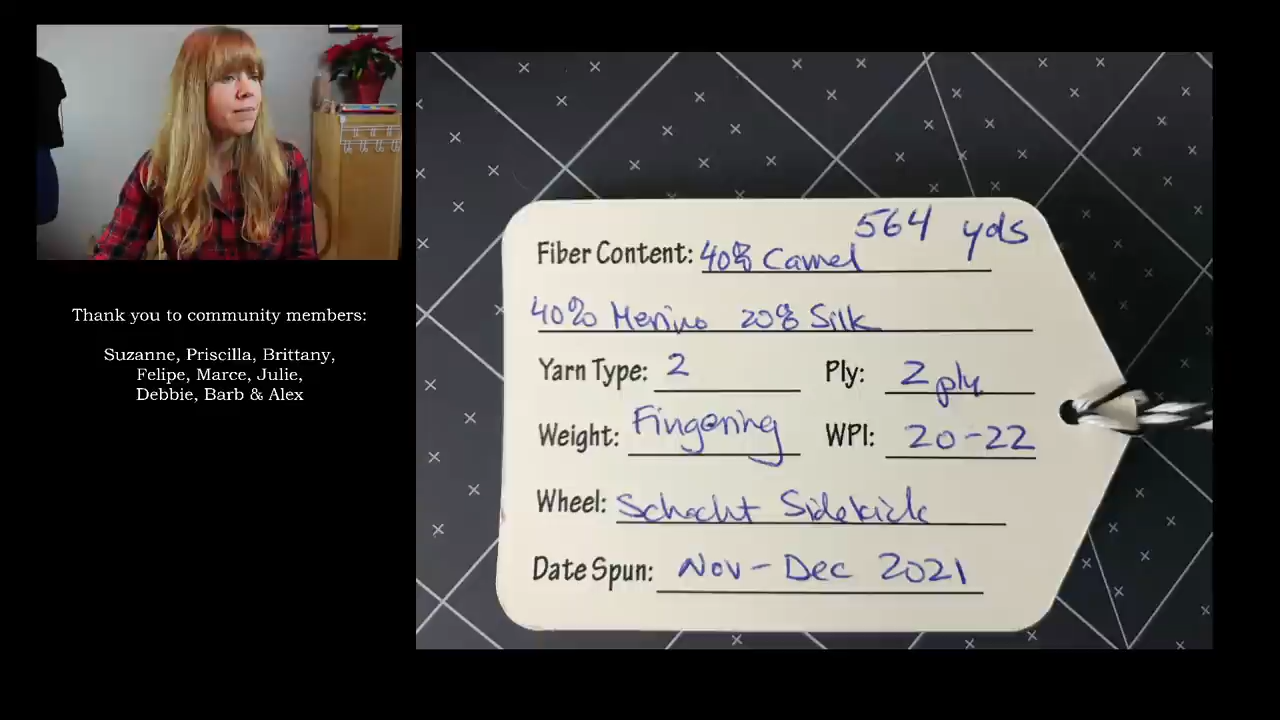 Thank you to community members:
Suzanne, Priscilla, Brittany,
Felipe, Marce, Julie,
Debbie, Barb & Alex
564 yds
Fiber Content: 40% Camel
40% Merino 20% Silk
Yarn Type: 2 Ply: 2 ply
Weight: Fingering WPI: 20-22
Wheel: Schacht Sidekick
Date Spun: Nov - Dec 2021